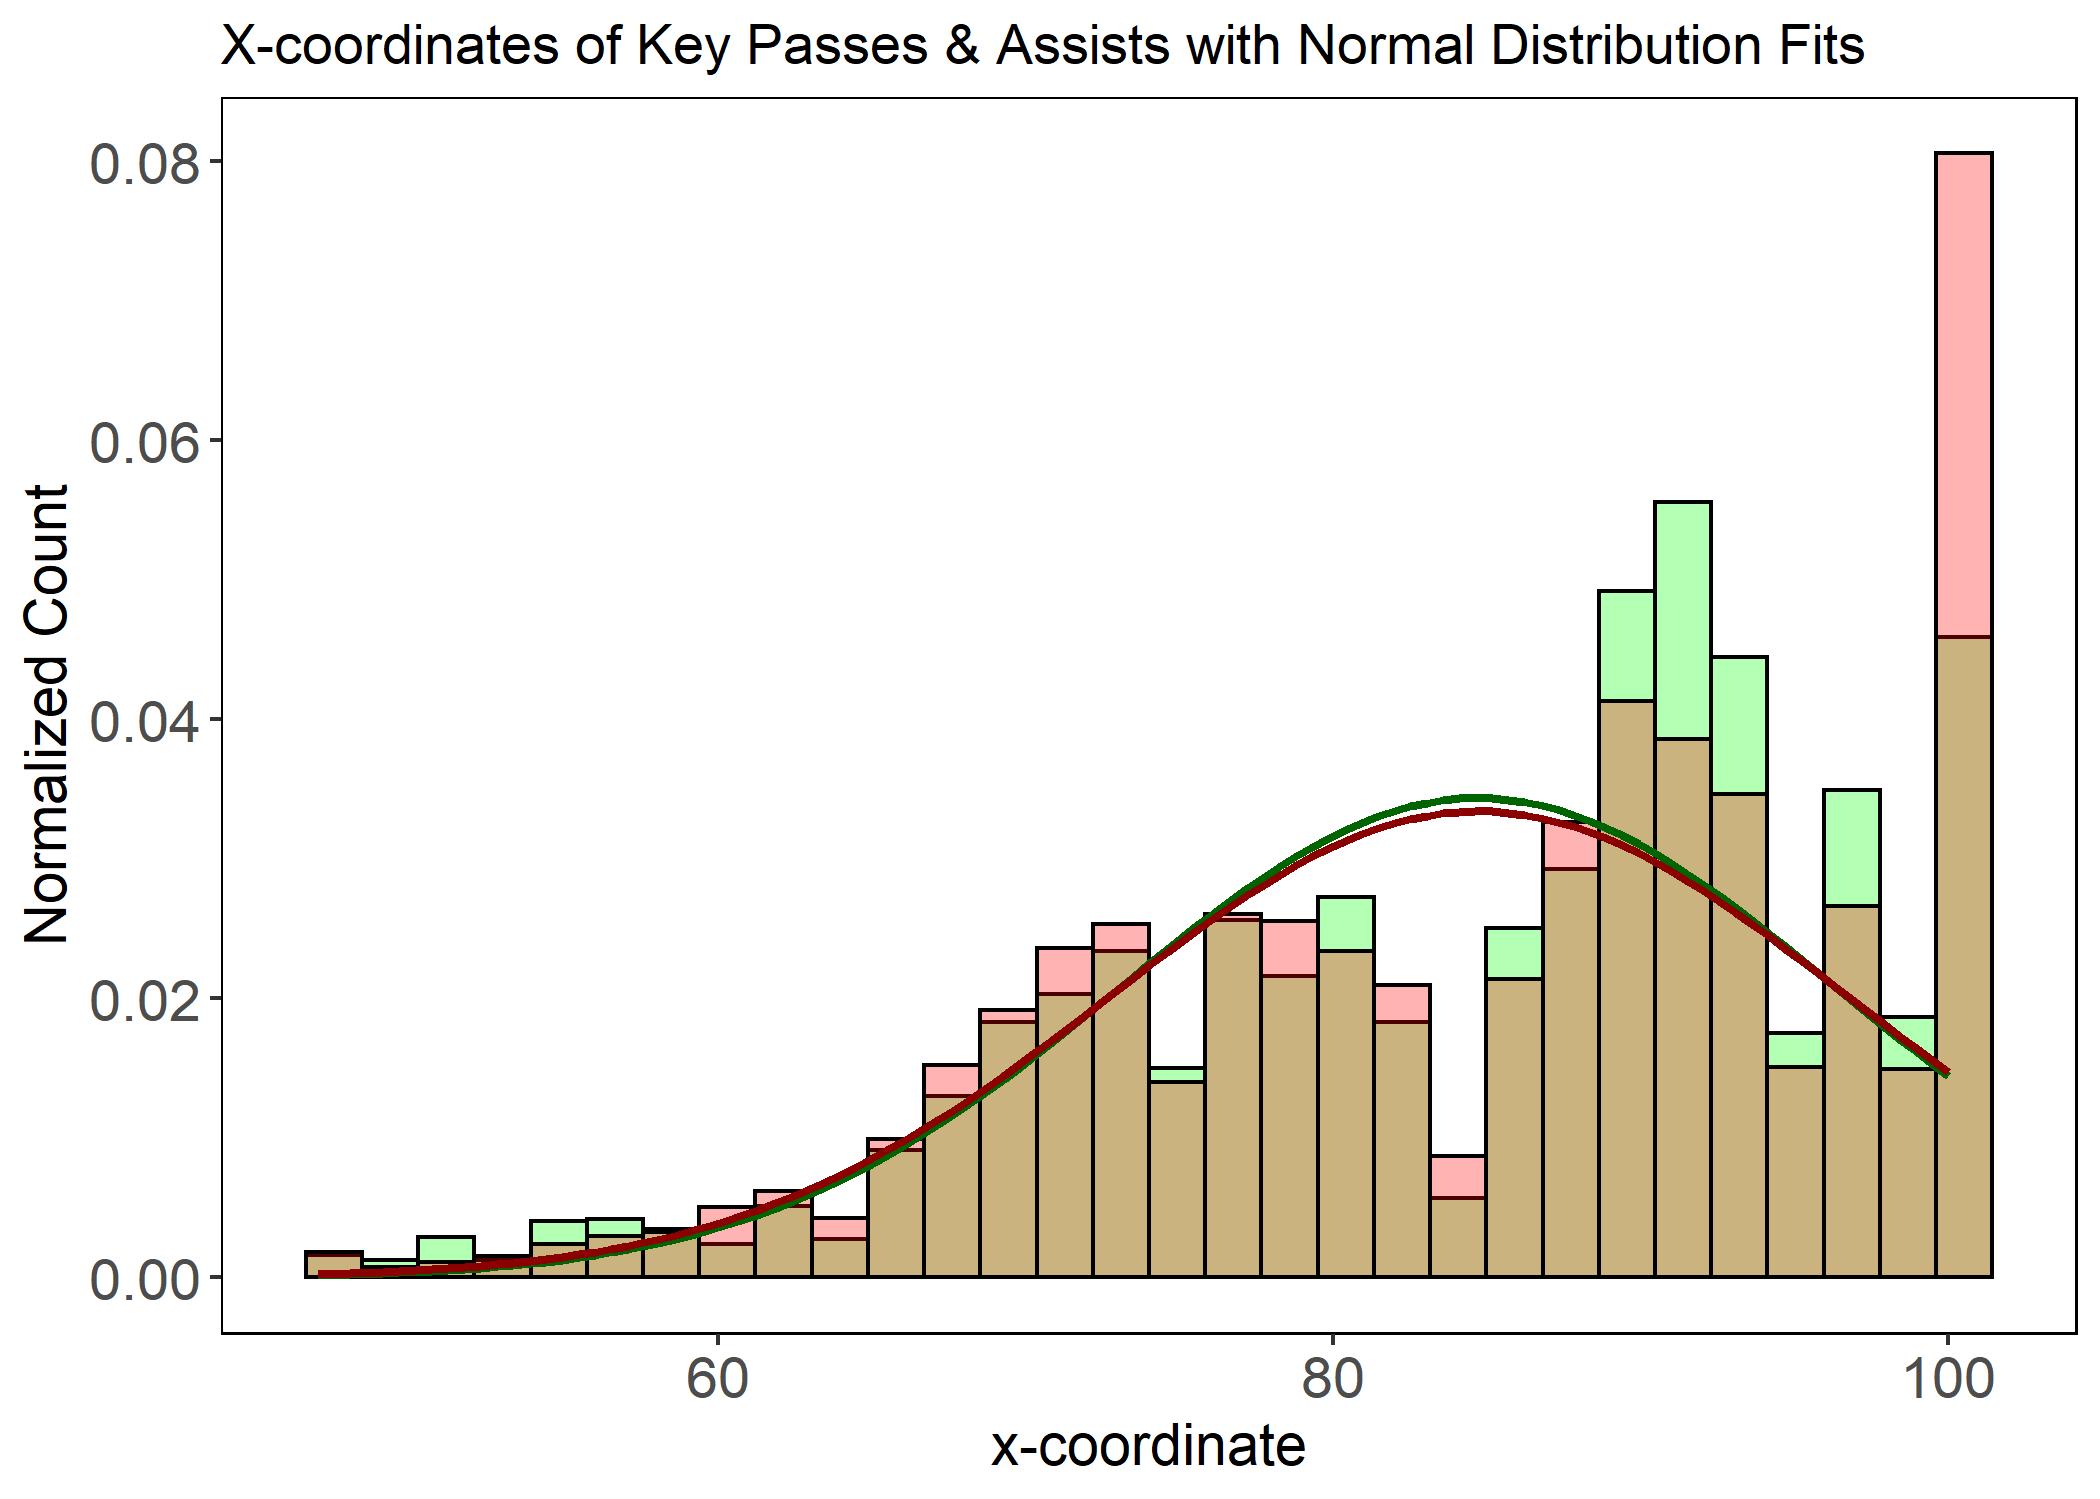 X-coordinates of Key Passes & Assists with Normal Distribution Fits
0.08
0.06
0.04
0.02
0.00
Normalized Count
60 80 100
x-coordinate